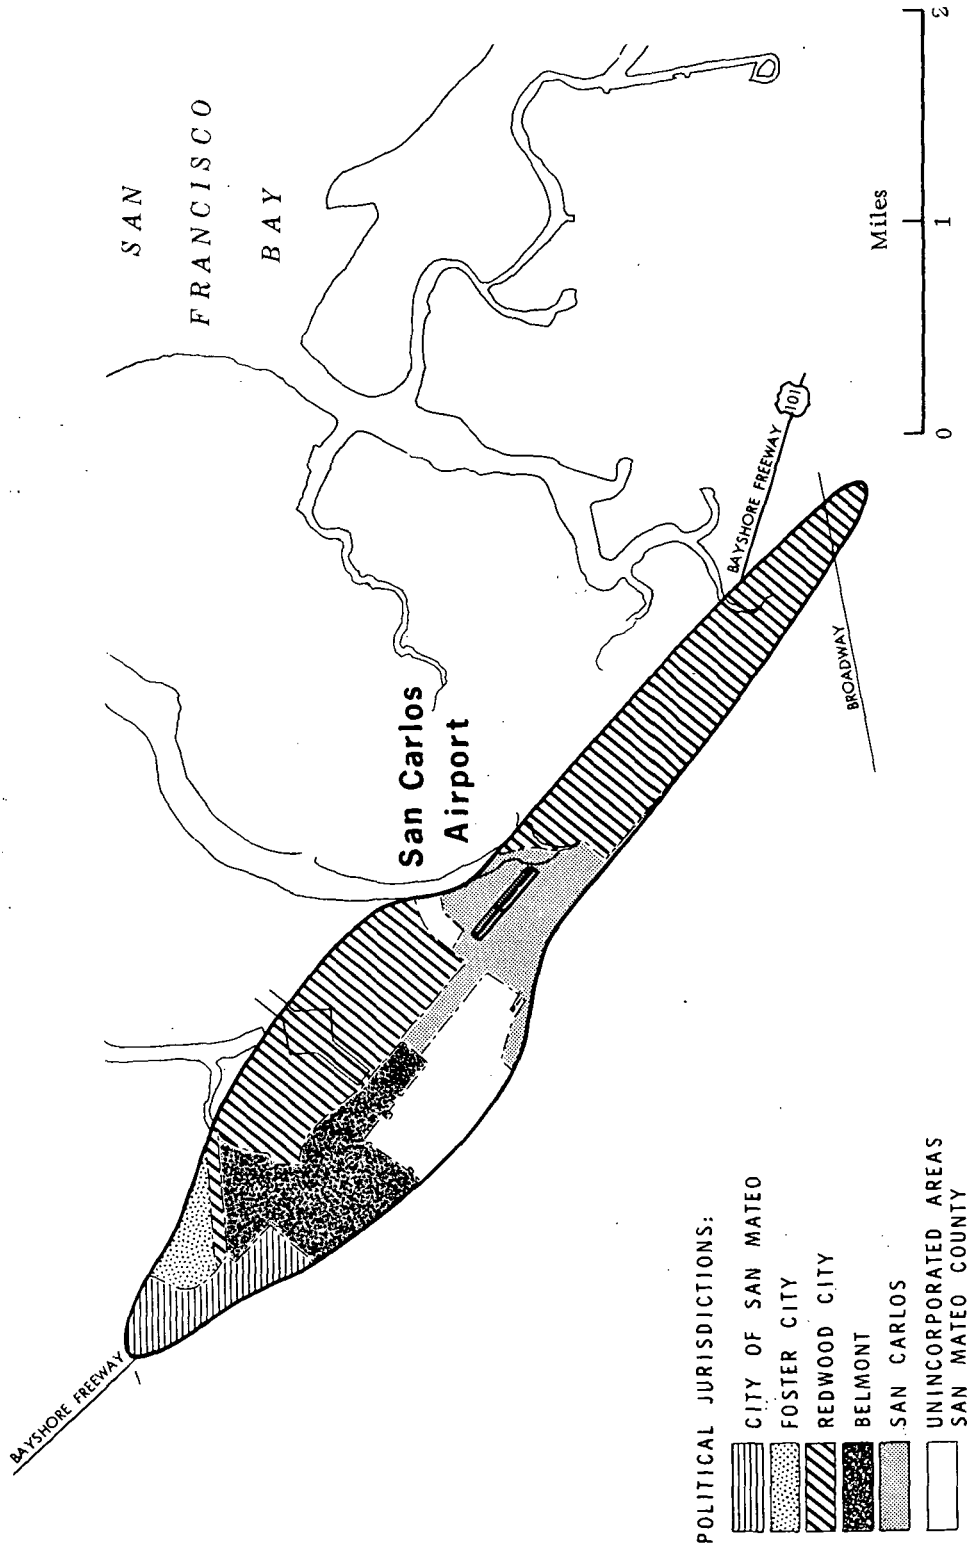 SAN
FRANCISCO
BAY
San Carlos
Airport
BAYSHORE FREEWAY
BAYSHORE FREEWAY
101
BROADWAY
Miles
0 1 2
POLITICAL JURISDICTIONS:
CITY OF SAN MATEO
FOSTER CITY
REDWOOD CITY
BELMONT
SAN CARLOS
UNINCORPORATED AREAS
SAN MATEO COUNTY